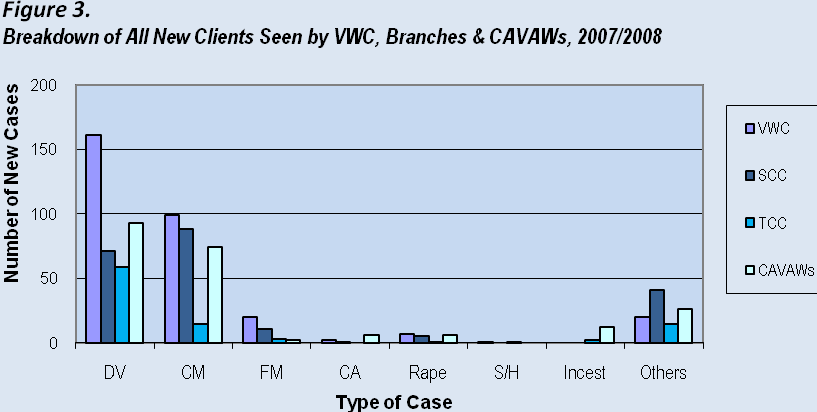 Figure 3.
Breakdown of All New Clients Seen by VWC, Branches & CAVAWs, 2007/2008
Number of New Cases
200
150
100
50
0
DV CM FM CA Rape S/H Incest Others
Type of Case
VWC
SCC
TCC
CAVAWs